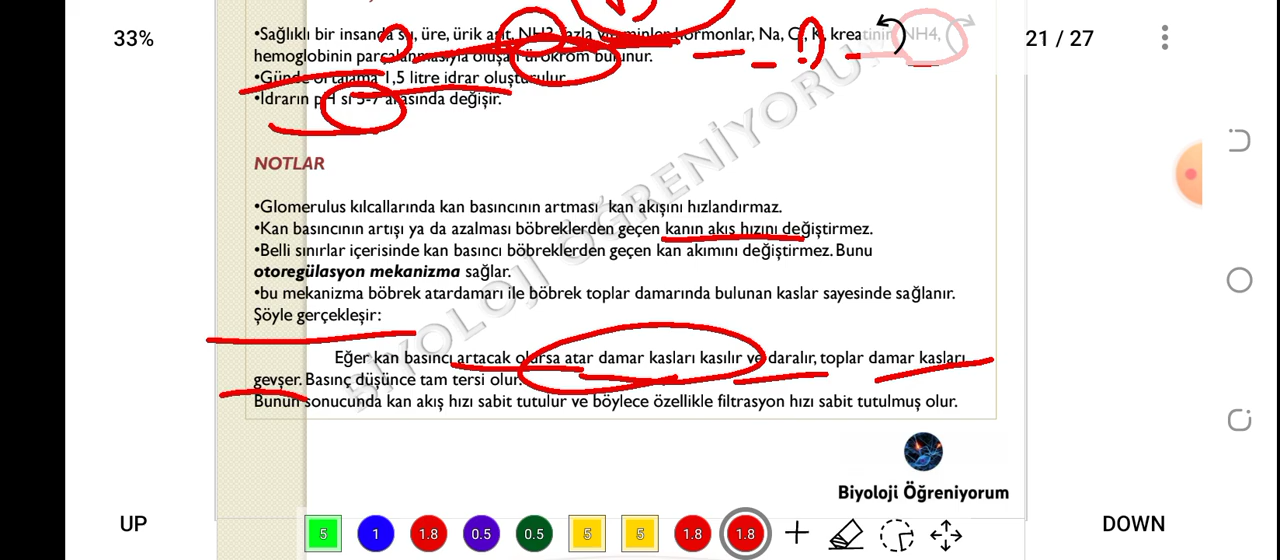 33%
21 / 27
•Sağlıklı bir insanda su, üre, ürik asit, NH3, fazla vitaminler, hormonlar, Na, Cl, K, kreatinin NH4,
hemoglobinin parçalanmasıyla oluşan ürokrom bulunur.
•Günde ortalama 1,5 litre idrar oluşturulur.
•İdrarın pH sı 5-7 arasında değişir.
NOTLAR
•Glomerulus kılcallarında kan basıncının artması kan akışını hızlandırmaz.
•Kan basıncının artışı ya da azalması böbreklerden geçen kanın akış hızını değiştirmez.
•Belli sınırlar içerisinde kan basıncı böbreklerden geçen kan akımını değiştirmez. Bunu
otoregülasyon mekanizma sağlar.
•bu mekanizma böbrek atardamarı ile böbrek toplar damarında bulunan kaslar sayesinde sağlanır.
Şöyle gerçekleşir:
Eğer kan basıncı artacak olursa atar damar kasları kasılır ve daralır, toplar damar kasları
gevşer. Basınç düşünce tam tersi olur.
Bunun sonucunda kan akış hızı sabit tutulur ve böylece özellikle filtrasyon hızı sabit tutulmuş olur.
BİYOLOJİ ÖĞRENİYORUM
Biyoloji Öğreniyorum
UP
5 1 1.8 0.5 0.5 5 5 1.8 1.8
DOWN